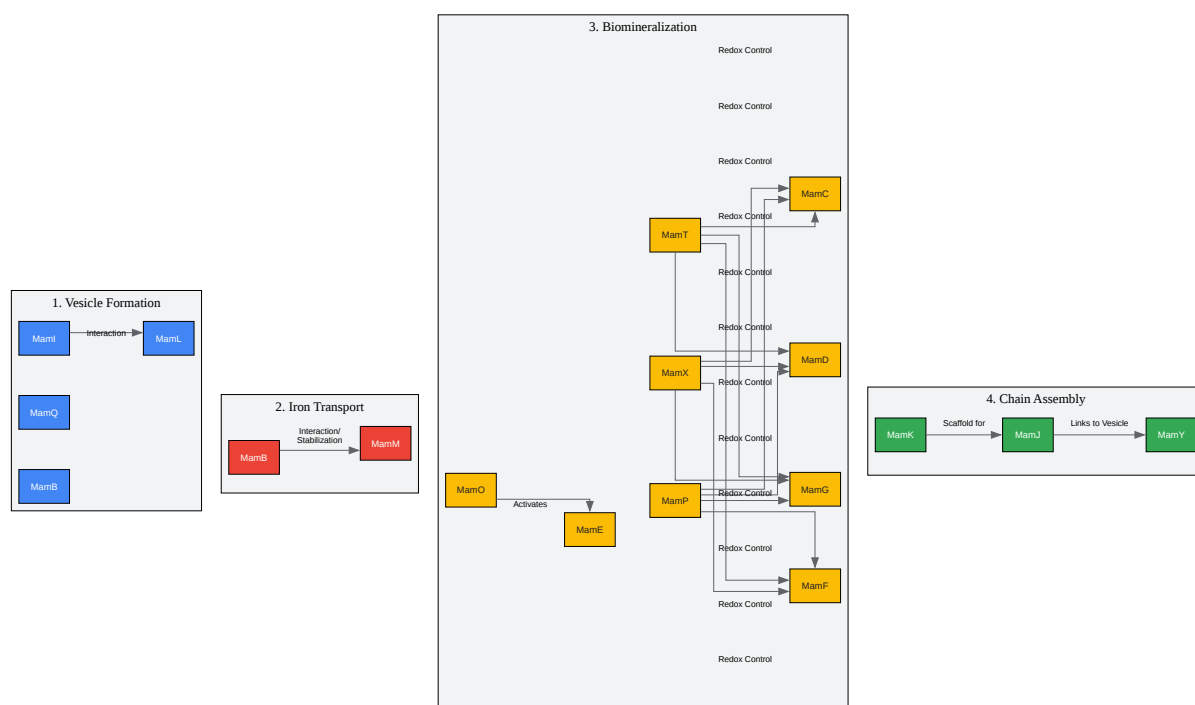 1. Vesicle Formation
MamI
Interaction
MamL
MamQ
MamB
2. Iron Transport
MamB
Interaction/
Stabilization
MamM
3. Biomineralization
Redox Control
Redox Control
Redox Control
MamC
Redox Control
MamT
Redox Control
Redox Control
MamD
MamX
Redox Control
Redox Control
MamO
MamG
MamP
Redox Control
Activates
MamE
Redox Control
MamF
Redox Control
Redox Control
4. Chain Assembly
MamK
Scaffold for
MamJ
Links to Vesicle
MamY